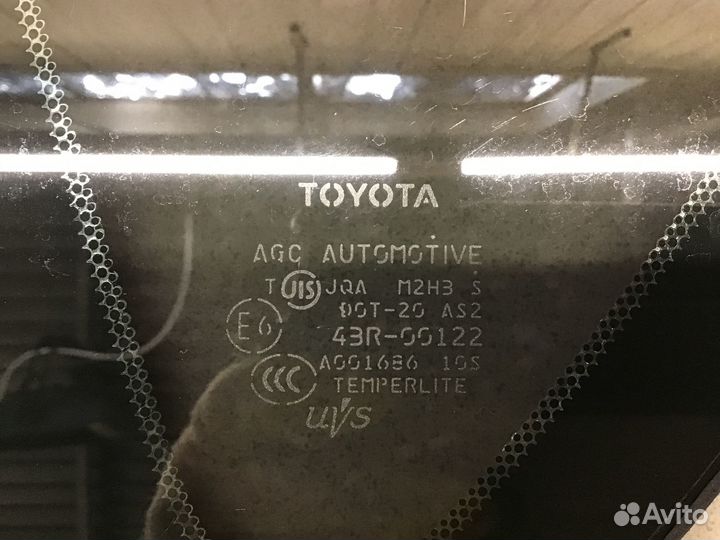 TOYOTA
AGC AUTOMOTIVE
T JIS JQA M2H3 S
DOT-20 AS2
E6 43R-00122
CCC A001686 10S
TEMPERLITE
UVS
Avito